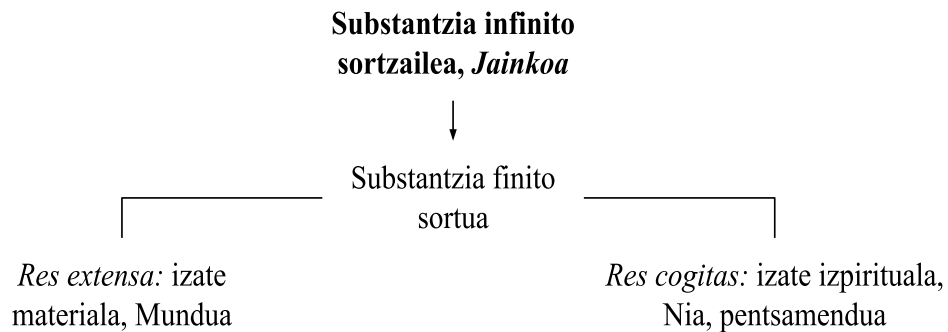 Substantzia infinito
sortzailea, Jainkoa
Substantzia finito
sortua
Res extensa: izate
materiala, Mundua
Res cogitas: izate izpirituala,
Nia, pentsamendua